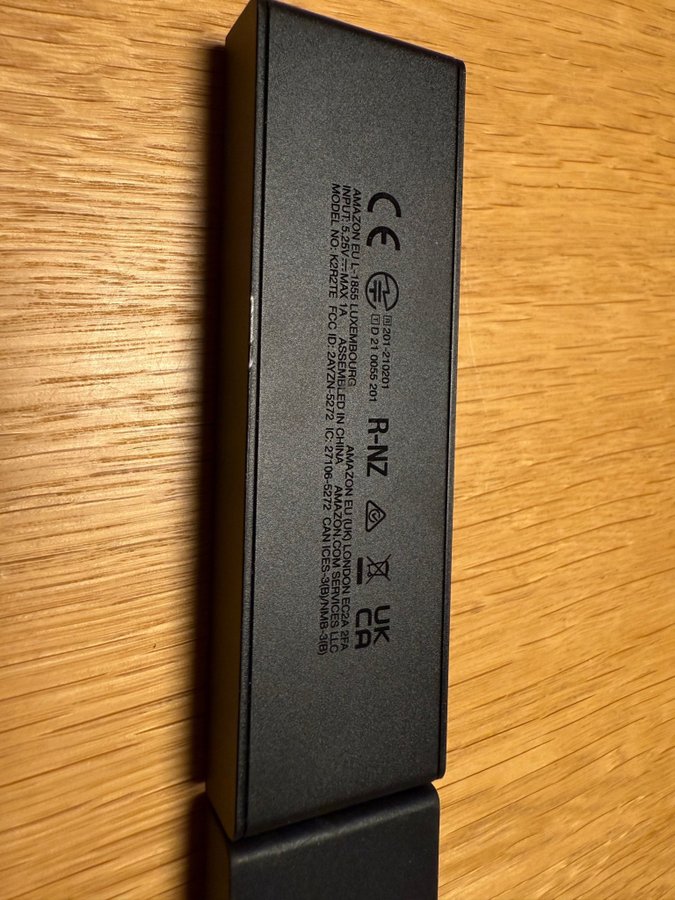 CE
R 201-210201
T D 21 0055 201
R-NZ
UK
CA
AMAZON EU L-1855 LUXEMBOURG AMAZON EU (UK) LONDON EC2A 2FA
INPUT: 5.25V⎓MAX 1A ASSEMBLED IN CHINA AMAZON.COM SERVICES LLC
MODEL NO: K2R2TE FCC ID: 2AYZN-5272 IC: 27106-5272 CAN ICES-3(B)/NMB-3(B)